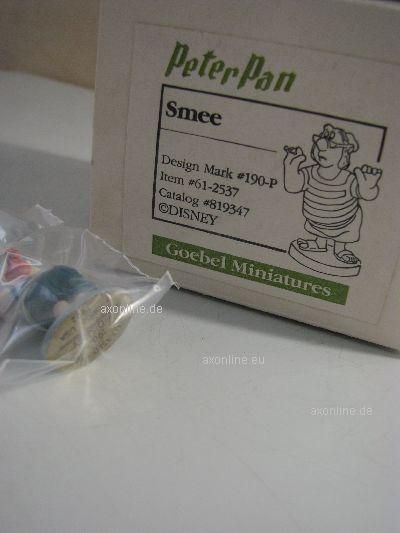 Peter Pan
Smee
Design Mark #190-P
Item #61-2537
Catalog #819347
©DISNEY
Goebel Miniatures
axonline.de
axonline.eu
axonline.de